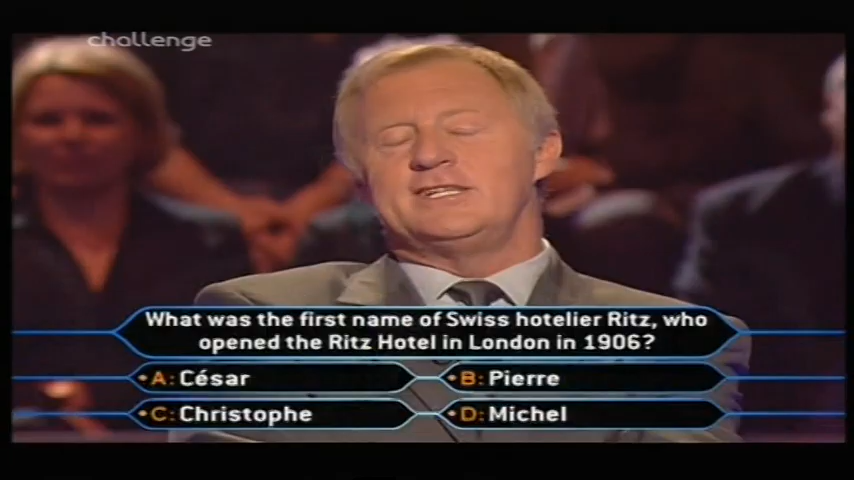 challenge
What was the first name of Swiss hotelier Ritz, who
opened the Ritz Hotel in London in 1906?
A: César
B: Pierre
C: Christophe
D: Michel